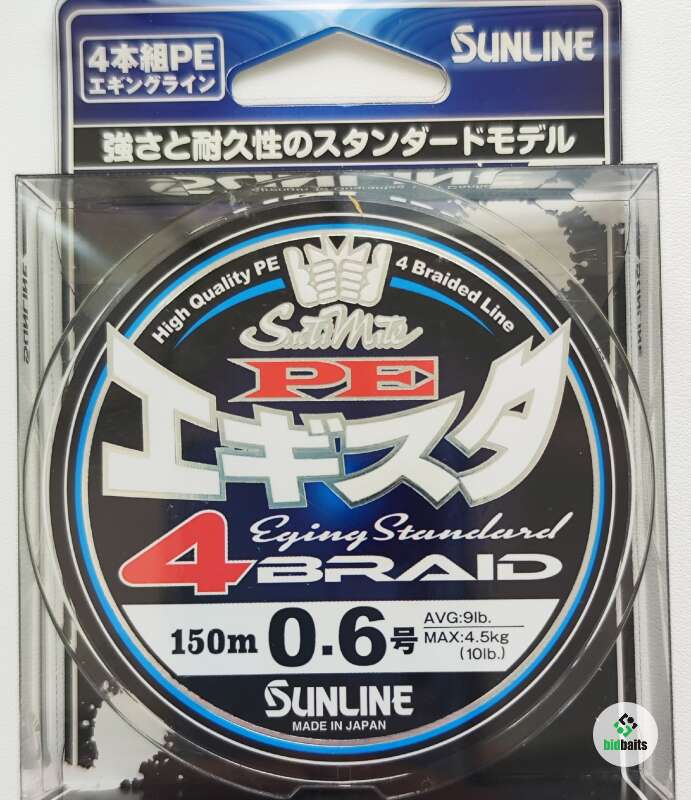 4本組PE
エギングライン
SUNLINE
強さと耐久性のスタンダードモデル
High Quality PE
4 Braided Line
SaltiMate
PE
エギスタ
Eging Standard
4BRAID
150m 0.6号
AVG:9lb.
MAX:4.5kg
(10lb.)
SUNLINE
MADE IN JAPAN
bidbaits